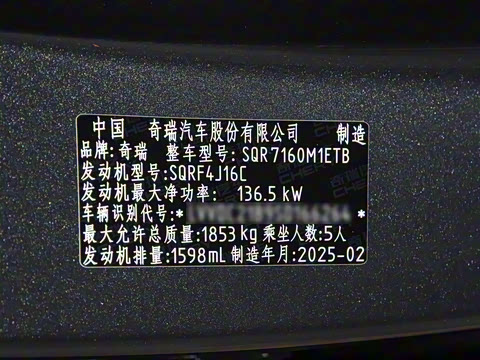 中国 奇瑞汽车股份有限公司 制造
品牌:奇瑞 整车型号:SQR7160M1ETB
发动机型号:SQRF4J16C
发动机最大净功率: 136.5 kW
车辆识别代号:* *
最大允许总质量:1853 kg 乘坐人数:5人
发动机排量:1598mL 制造年月:2025-02